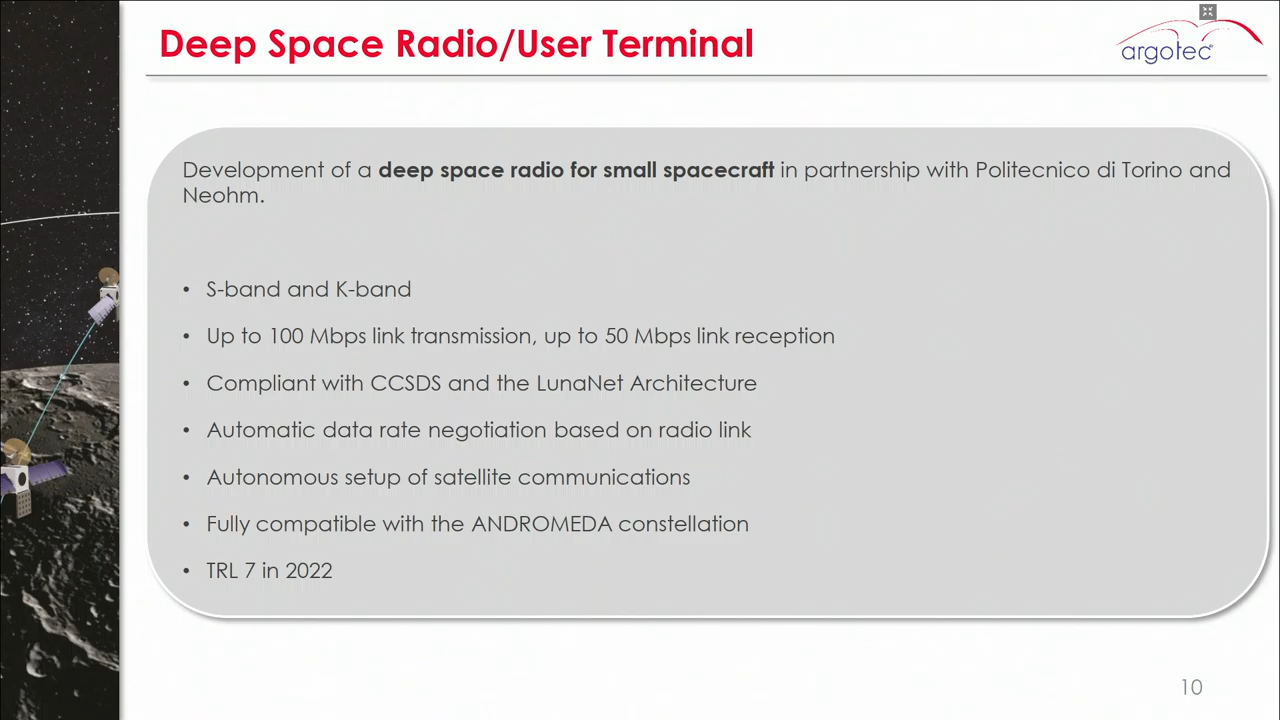 Deep Space Radio/User Terminal
argotec
Development of a deep space radio for small spacecraft in partnership with Politecnico di Torino and
Neohm.
• S-band and K-band
• Up to 100 Mbps link transmission, up to 50 Mbps link reception
• Compliant with CCSDS and the LunaNet Architecture
• Automatic data rate negotiation based on radio link
• Autonomous setup of satellite communications
• Fully compatible with the ANDROMEDA constellation
• TRL 7 in 2022
10